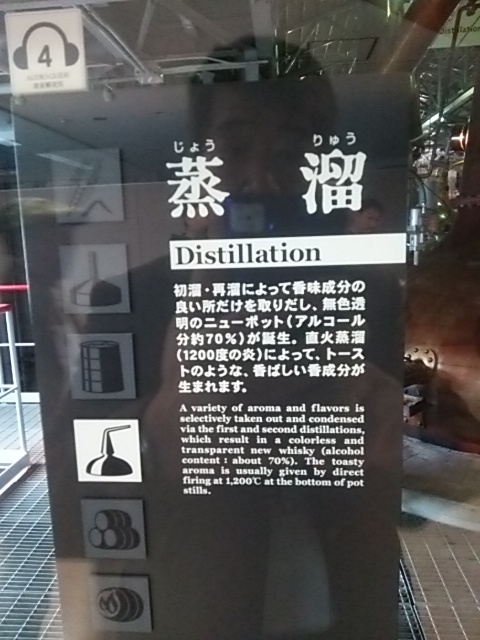 4
じょう りゅう
蒸 溜
Distillation
初溜・再溜によって香味成分の
良い所だけを取りだし、無色透
明のニューポット(アルコール
分約70%)が誕生。直火蒸溜
(1200度の炎)によって、トースト
トのような、香ばしい香成分が
生まれます。
A variety of aroma and flavors is
selectively taken out and condensed
via the first and second distillations,
which result in a colorless and
transparent new whisky (alcohol
content : about 70%). The toasty
aroma is usually given by direct
firing at 1,200℃ at the bottom of pot
stills.
Distillation